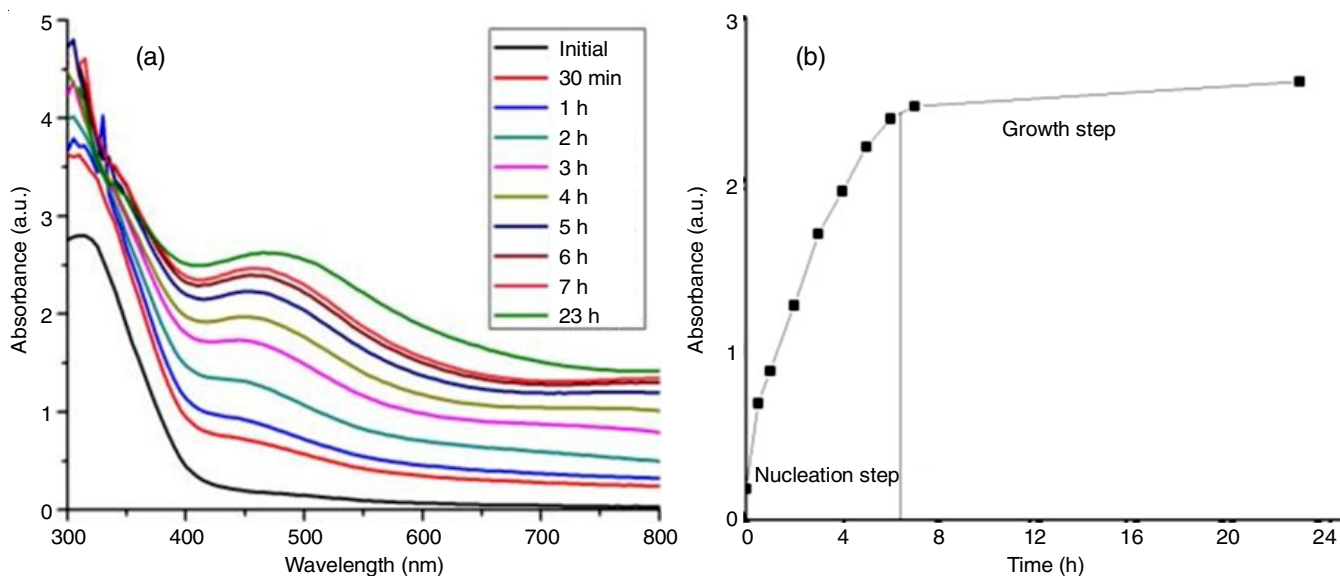 (a)
Initial
30 min
1 h
2 h
3 h
4 h
5 h
6 h
7 h
23 h
5
4
3
2
1
0
Absorbance (a.u.)
300 400 500 600 700 800
Wavelength (nm)
(b)
3
2
1
0
Absorbance (a.u.)
Growth step
Nucleation step
0 4 8 12 16 20 24
Time (h)